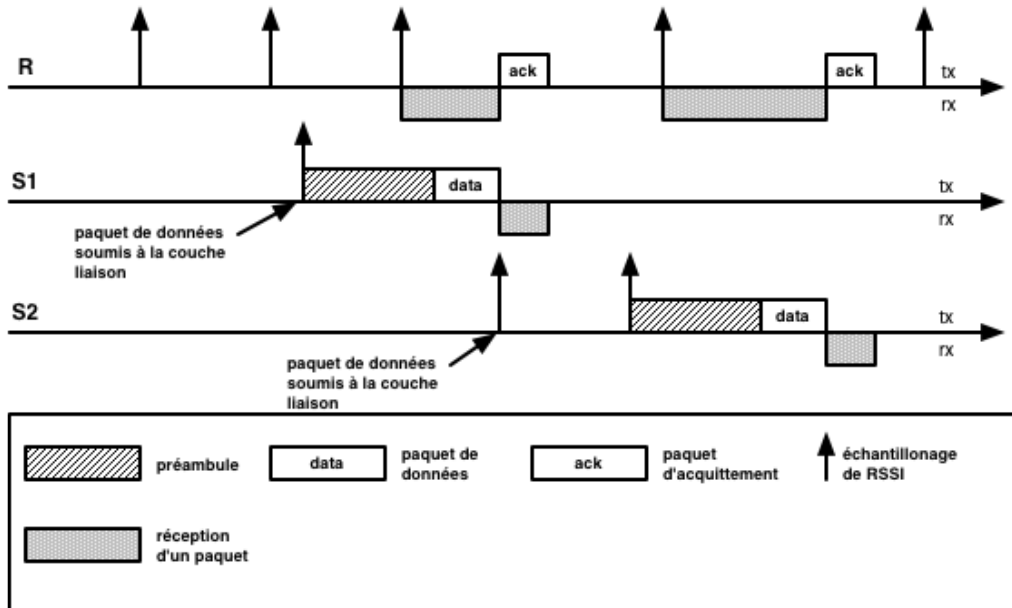 R
ack
ack
tx
rx
S1
data
tx
rx
paquet de données
soumis à la couche
liaison
S2
data
tx
rx
paquet de données
soumis à la couche
liaison
préambule
data
paquet de
données
ack
paquet
d'acquittement
échantillonage
de RSSI
réception
d'un paquet